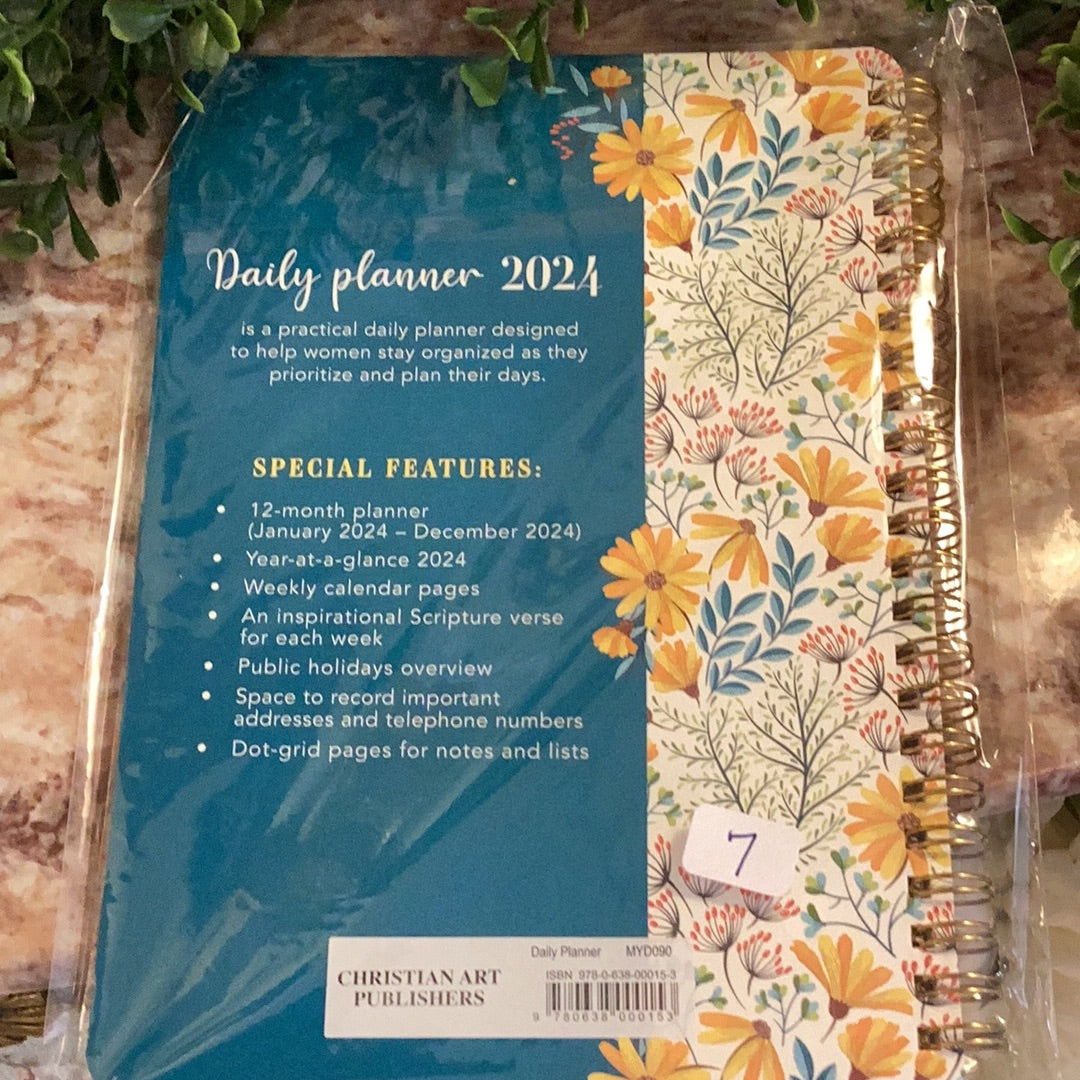 Daily planner 2024
is a practical daily planner designed
to help women stay organized as they
prioritize and plan their days.
SPECIAL FEATURES:
• 12-month planner
(January 2024 – December 2024)
• Year-at-a-glance 2024
• Weekly calendar pages
• An inspirational Scripture verse
for each week
• Public holidays overview
• Space to record important
addresses and telephone numbers
• Dot-grid pages for notes and lists
7
Daily Planner MYD090
CHRISTIAN ART
PUBLISHERS
ISBN 978-0-638-00015-3
9 780638 000153